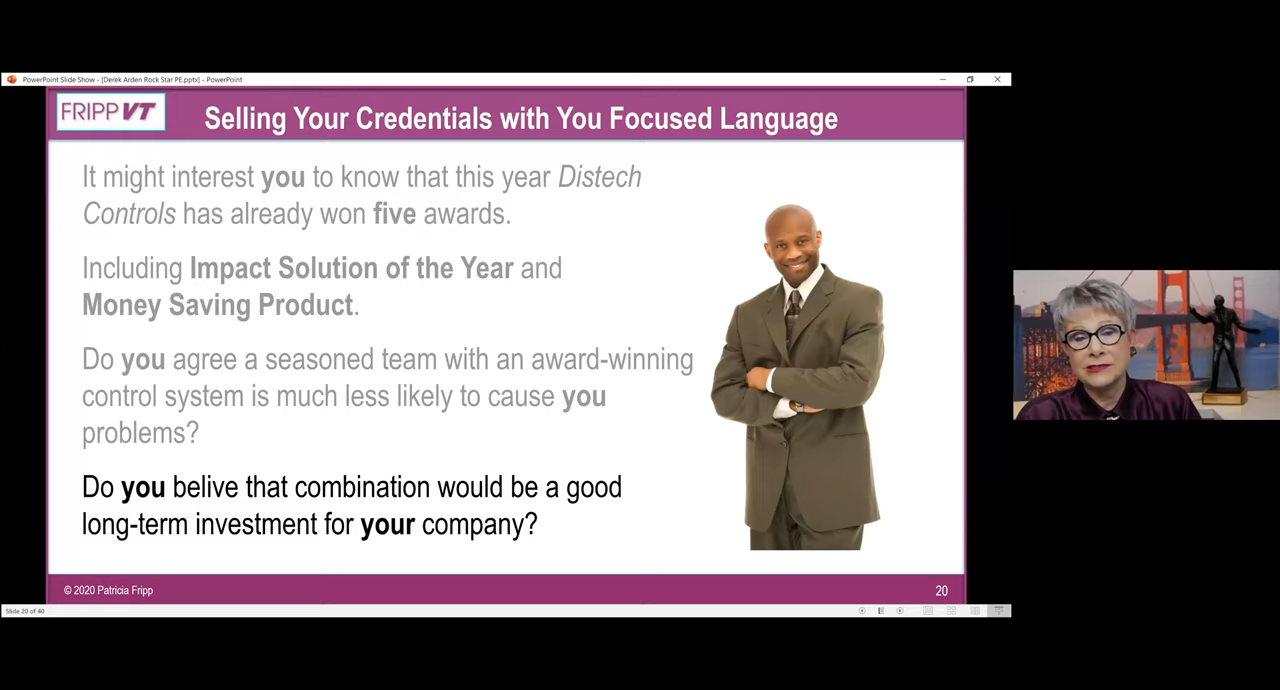 PowerPoint Slide Show - [Derek Arden Rock Star PE.pptx] - PowerPoint
FRIPP VT
Selling Your Credentials with You Focused Language
It might interest you to know that this year Distech
Controls has already won five awards.
Including Impact Solution of the Year and
Money Saving Product.
Do you agree a seasoned team with an award-winning
control system is much less likely to cause you
problems?
Do you belive that combination would be a good
long-term investment for your company?
© 2020 Patricia Fripp
20
Slide 20 of 40